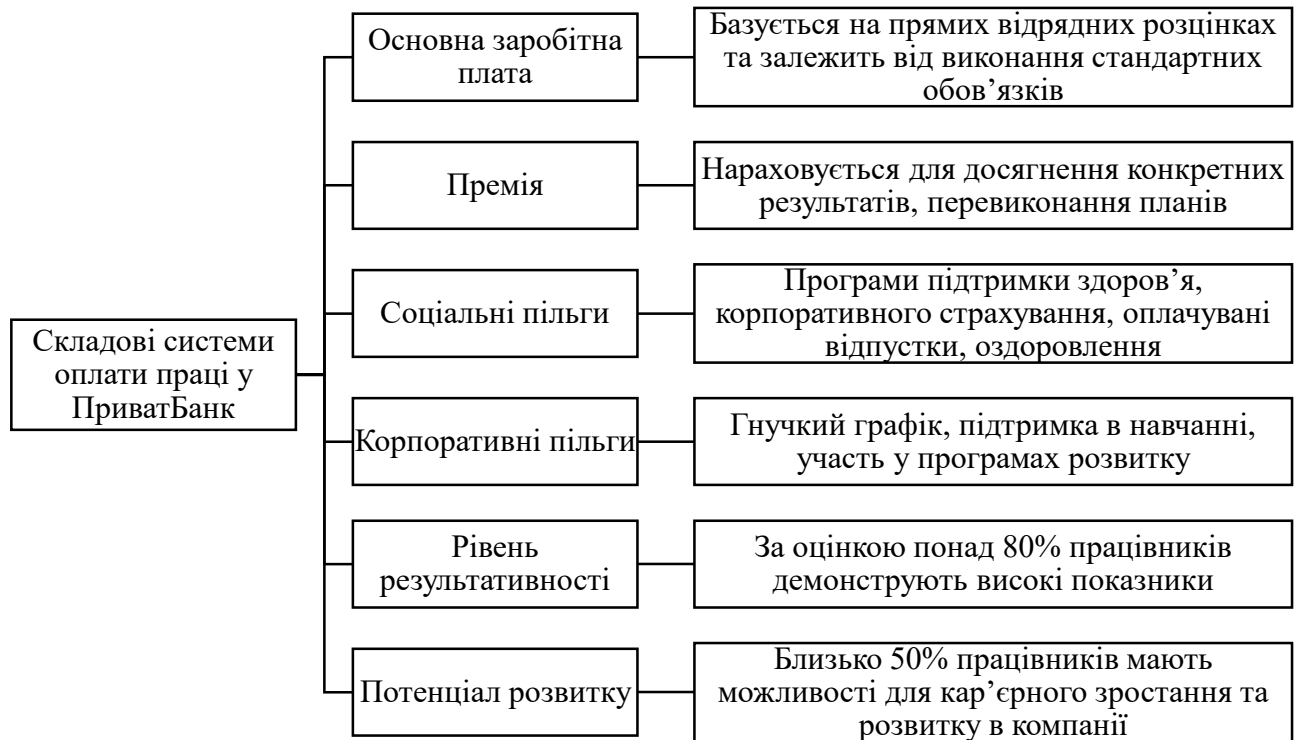 Складові системи
оплати праці у
ПриватБанк
Основна заробітна
плата
Базується на прямих відрядних розцінках
та залежить від виконання стандартних
обов’язків
Премія
Нараховується для досягнення конкретних
результатів, перевиконання планів
Соціальні пільги
Програми підтримки здоров’я,
корпоративного страхування, оплачувані
відпустки, оздоровлення
Корпоративні пільги
Гнучкий графік, підтримка в навчанні,
участь у програмах розвитку
Рівень
результативності
За оцінкою понад 80% працівників
демонструють високі показники
Потенціал розвитку
Близько 50% працівників мають
можливості для кар’єрного зростання та
розвитку в компанії